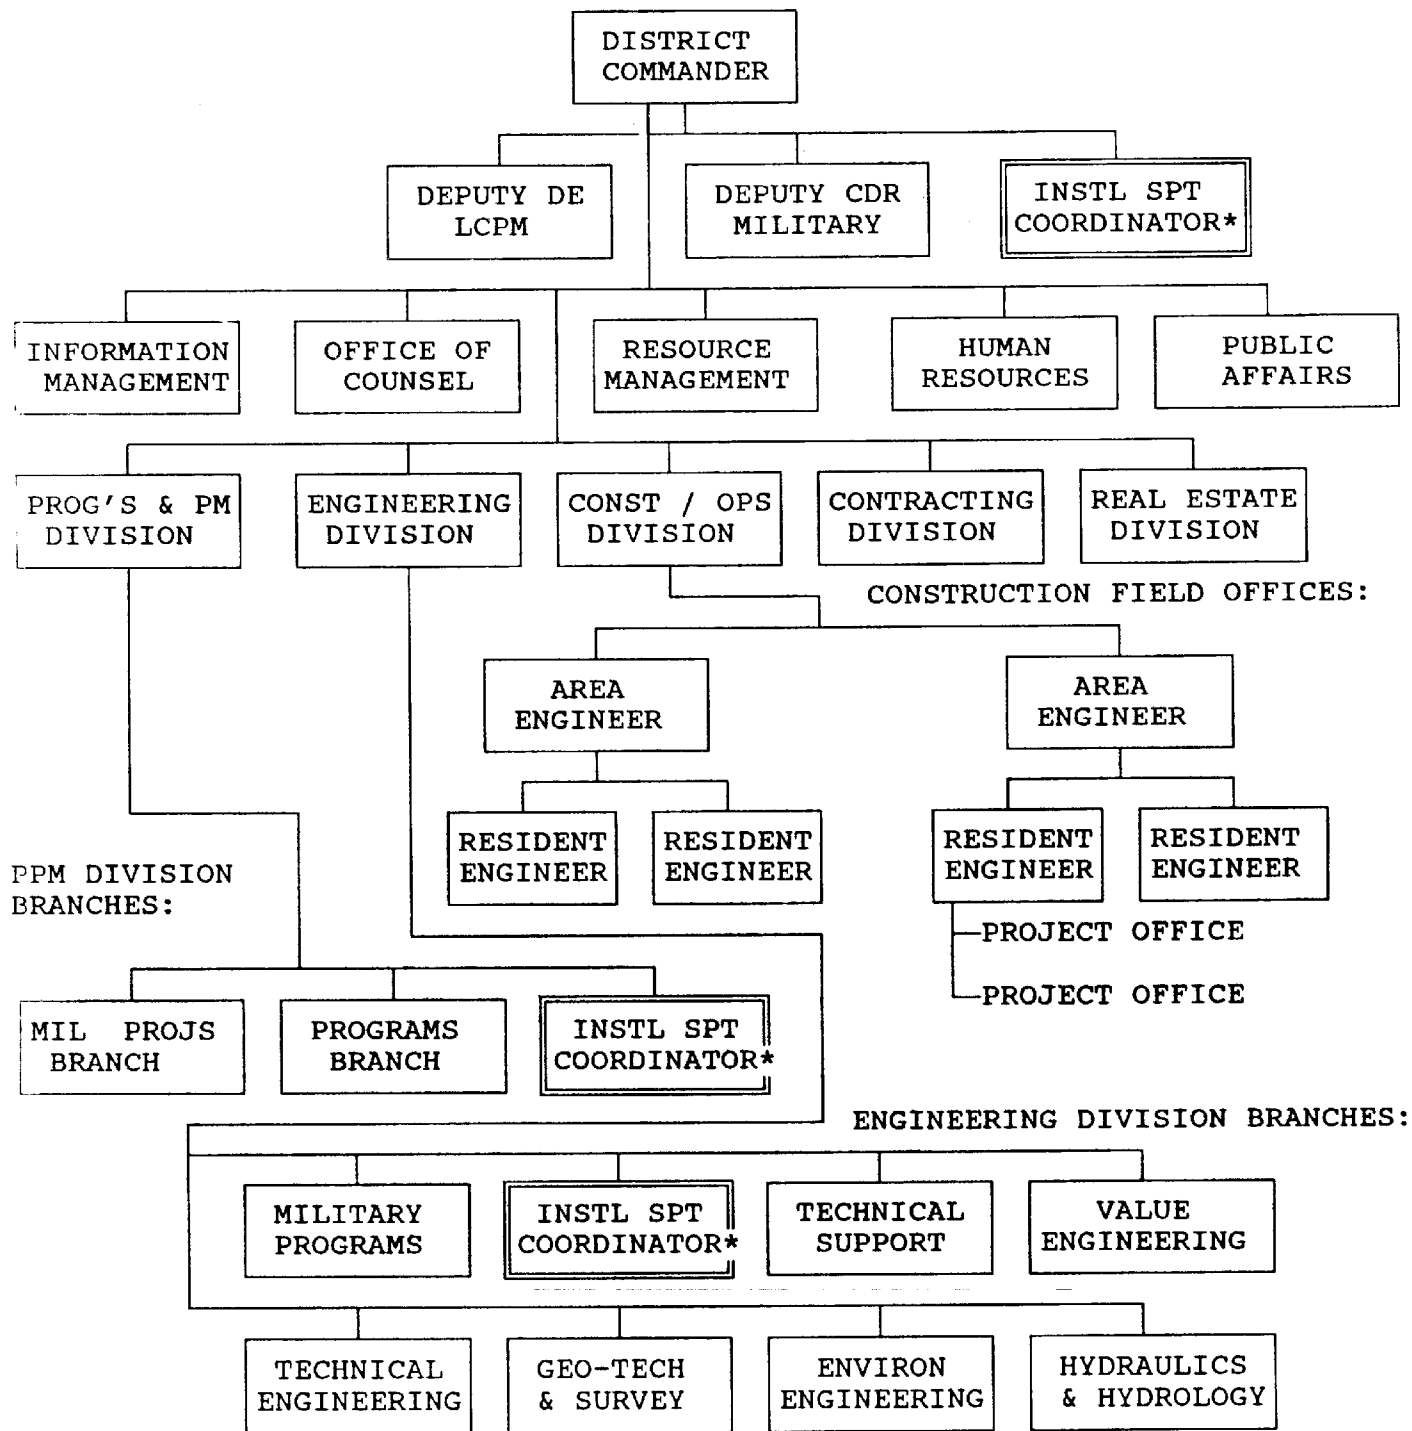 DISTRICT
COMMANDER
DEPUTY DE
LCPM
DEPUTY CDR
MILITARY
INSTL SPT
COORDINATOR*
INFORMATION
MANAGEMENT
OFFICE OF
COUNSEL
RESOURCE
MANAGEMENT
HUMAN
RESOURCES
PUBLIC
AFFAIRS
PROG'S & PM
DIVISION
ENGINEERING
DIVISION
CONST / OPS
DIVISION
CONTRACTING
DIVISION
REAL ESTATE
DIVISION
CONSTRUCTION FIELD OFFICES:
AREA
ENGINEER
AREA
ENGINEER
RESIDENT
ENGINEER
RESIDENT
ENGINEER
RESIDENT
ENGINEER
RESIDENT
ENGINEER
PROJECT OFFICE
PROJECT OFFICE
PPM DIVISION
BRANCHES:
MIL PROJS
BRANCH
PROGRAMS
BRANCH
INSTL SPT
COORDINATOR*
ENGINEERING DIVISION BRANCHES:
MILITARY
PROGRAMS
INSTL SPT
COORDINATOR*
TECHNICAL
SUPPORT
VALUE
ENGINEERING
TECHNICAL
ENGINEERING
GEO-TECH
& SURVEY
ENVIRON
ENGINEERING
HYDRAULICS
& HYDROLOGY